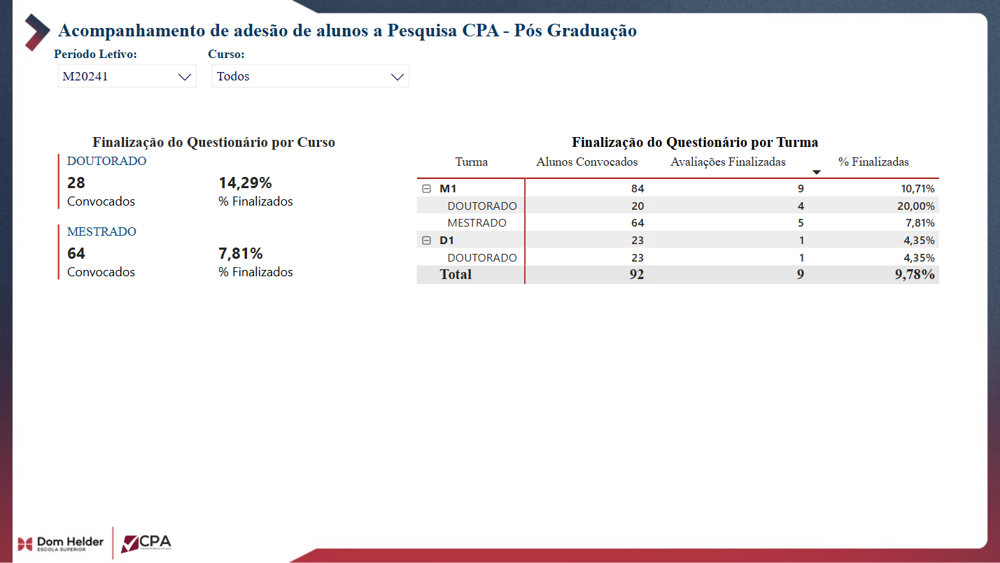 Acompanhamento de adesão de alunos a Pesquisa CPA - Pós Graduação
Período Letivo: Curso:
M20241 Todos
Finalização do Questionário por Curso
DOUTORADO
28 14,29%
Convocados % Finalizados
MESTRADO
64 7,81%
Convocados % Finalizados
Finalização do Questionário por Turma
Turma Alunos Convocados Avaliações Finalizadas % Finalizadas
M1 84 9 10,71%
DOUTORADO 20 4 20,00%
MESTRADO 64 5 7,81%
D1 23 1 4,35%
DOUTORADO 23 1 4,35%
Total 92 9 9,78%
Dom Helder
ESCOLA SUPERIOR
CPA